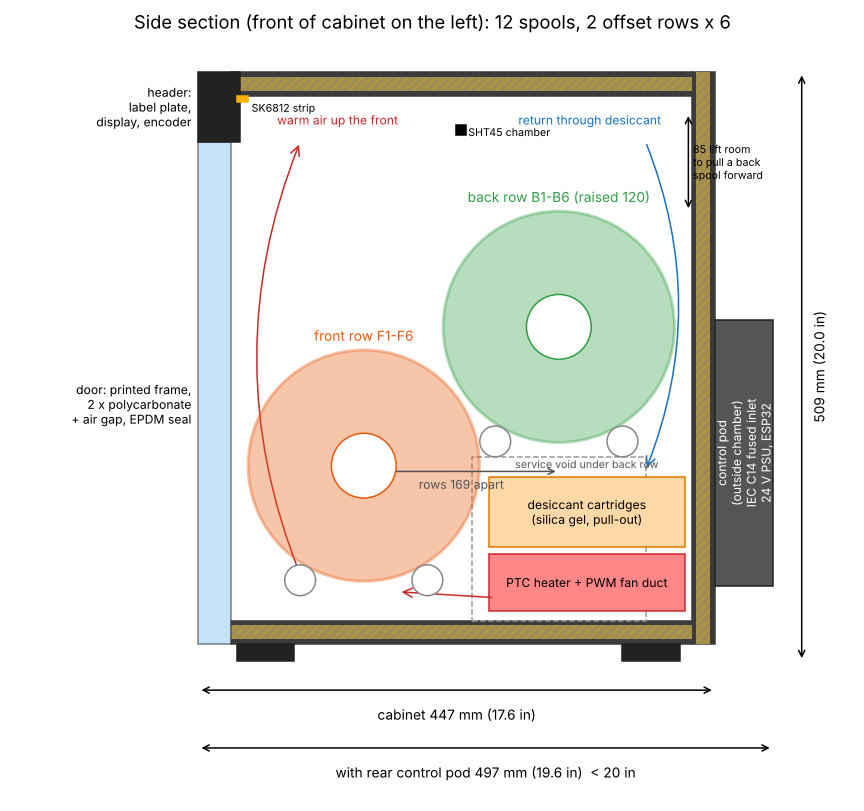 Side section (front of cabinet on the left): 12 spools, 2 offset rows x 6
header:
label plate,
display, encoder
SK6812 strip
warm air up the front
SHT45 chamber
return through desiccant
85 lift room
to pull a back
spool forward
back row B1-B6 (raised 120)
front row F1-F6
door: printed frame,
2 x polycarbonate
+ air gap, EPDM seal
rows 169 apart
service void under back row
desiccant cartridges
(silica gel, pull-out)
PTC heater + PWM fan duct
control pod
(outside chamber)
IEC C14 fused inlet
24 V PSU, ESP32
509 mm (20.0 in)
cabinet 447 mm (17.6 in)
with rear control pod 497 mm (19.6 in) < 20 in